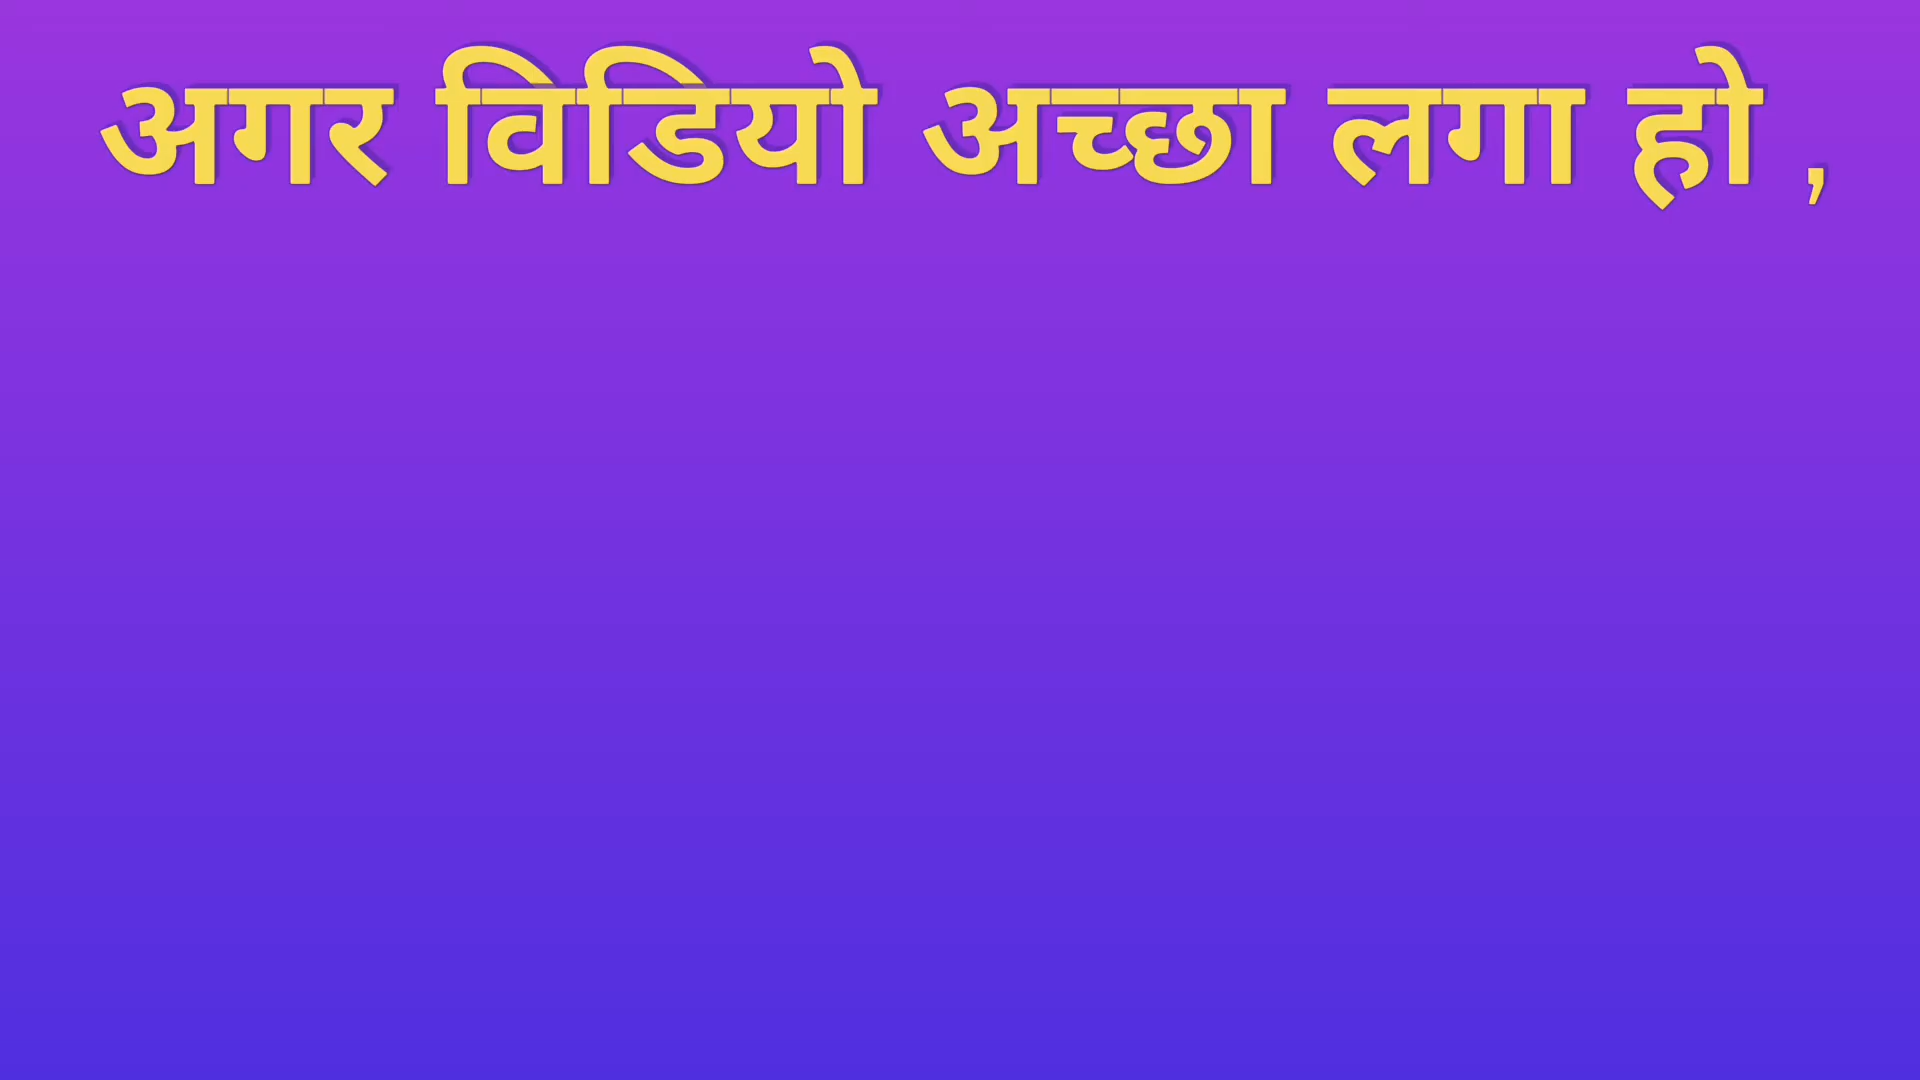 अगर विडियो अच्छा लगा हो ,